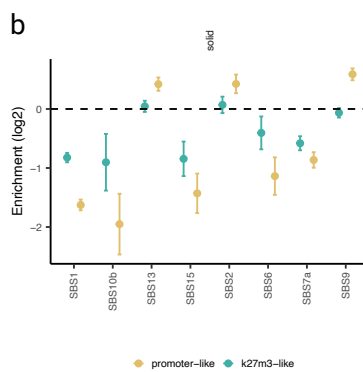 b
solid
Enrichment (log2)
0
−1
−2
SBS1
SBS10b
SBS13
SBS15
SBS2
SBS6
SBS7a
SBS9
promoter−like k27m3−like